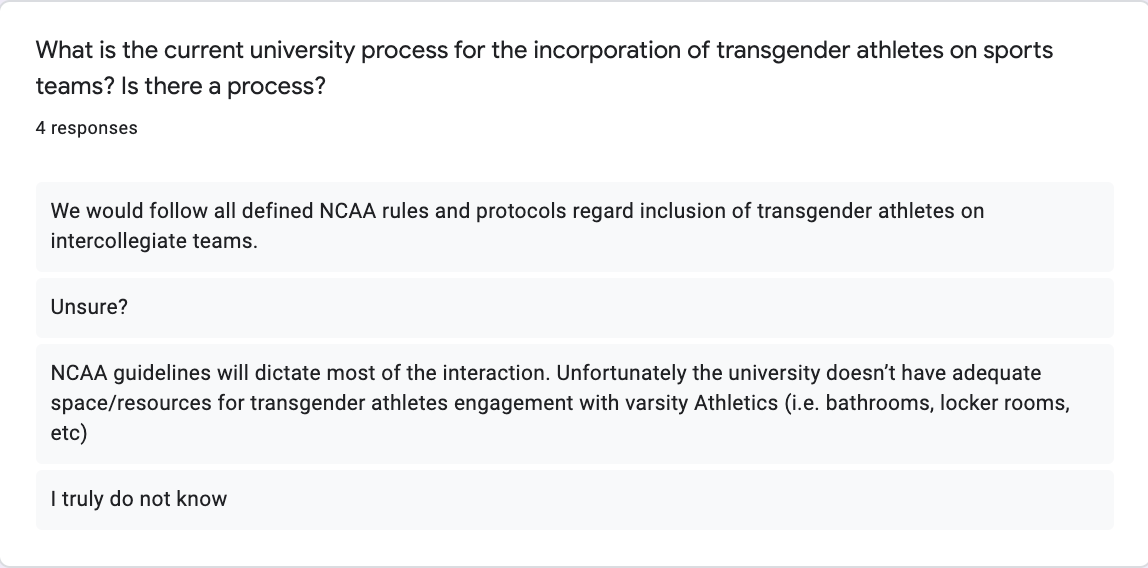 What is the current university process for the incorporation of transgender athletes on sports
teams? Is there a process?
4 responses
We would follow all defined NCAA rules and protocols regard inclusion of transgender athletes on
intercollegiate teams.
Unsure?
NCAA guidelines will dictate most of the interaction. Unfortunately the university doesn’t have adequate
space/resources for transgender athletes engagement with varsity Athletics (i.e. bathrooms, locker rooms,
etc)
I truly do not know